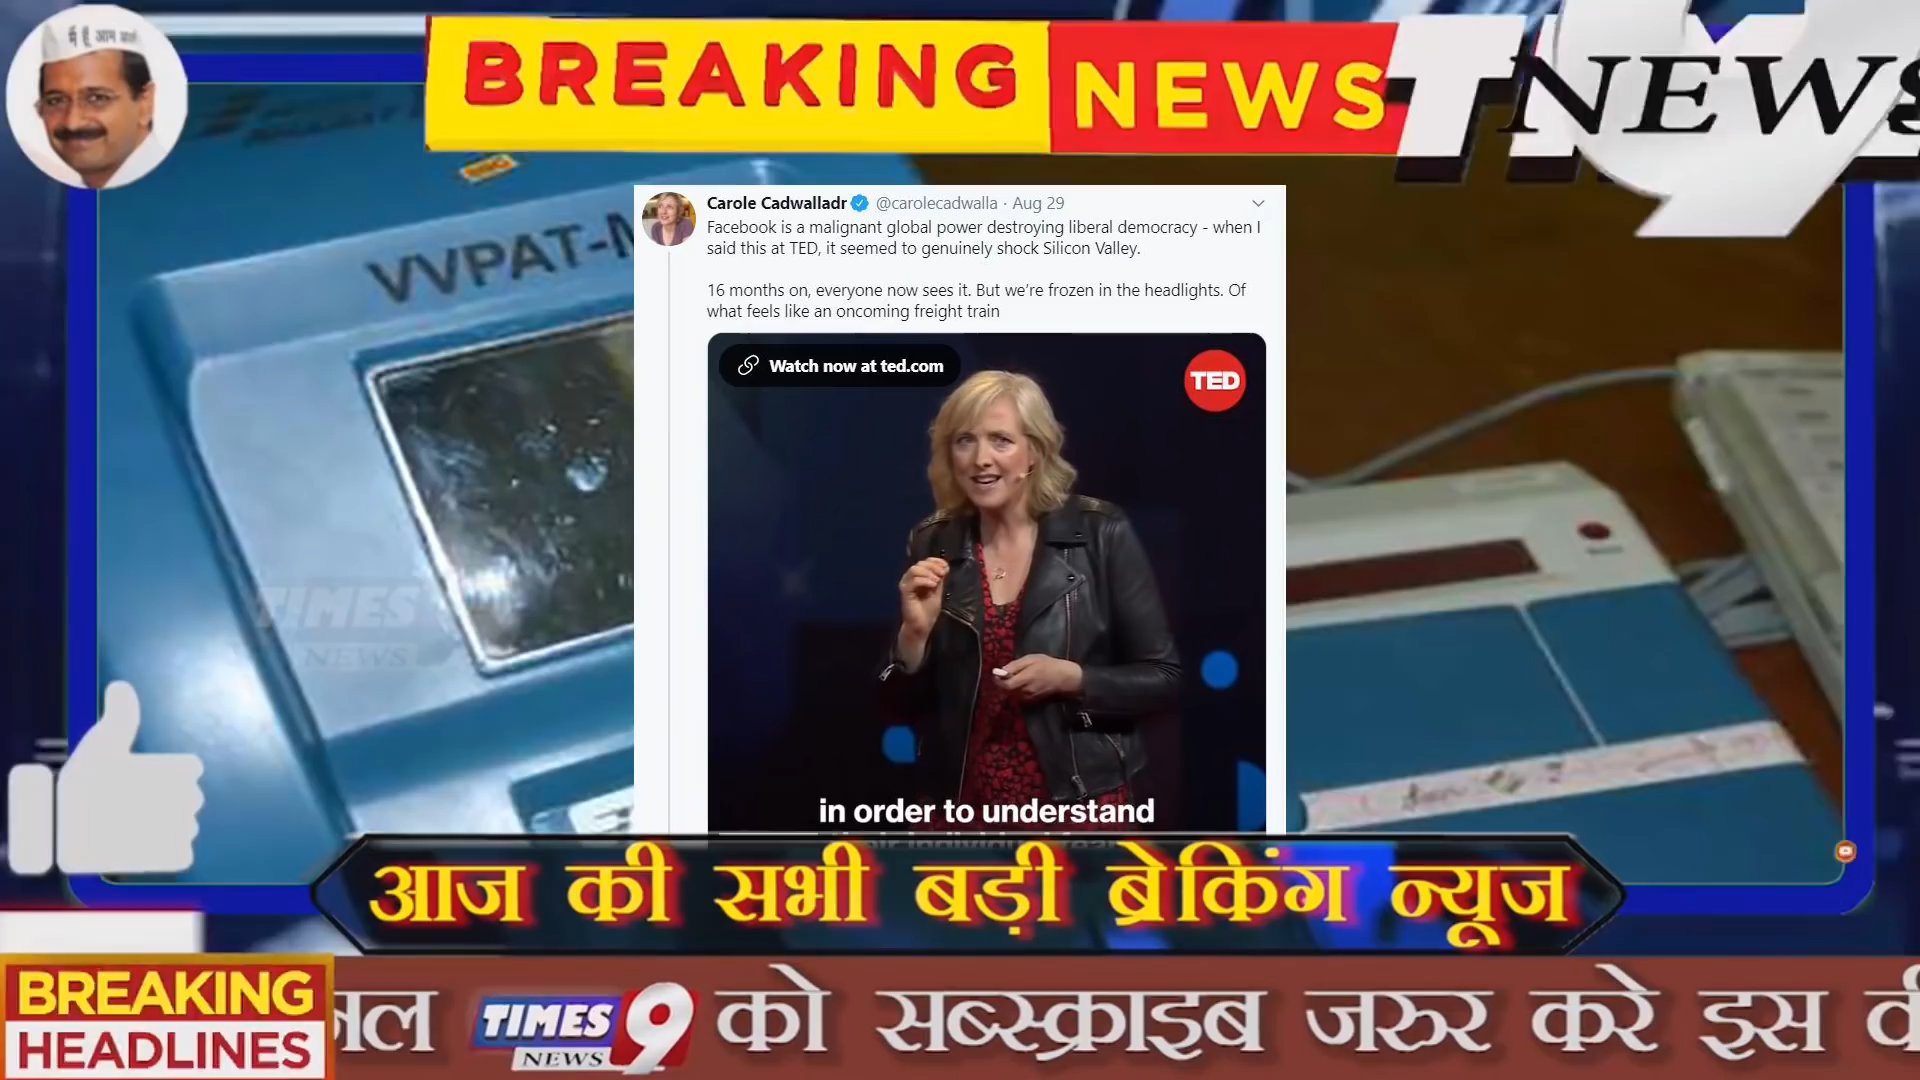 मैं हूँ आम
BREAKING NEWS
T
NEWS
VVPAT-
Carole Cadwalladr @carolecadwalla · Aug 29
Facebook is a malignant global power destroying liberal democracy - when I
said this at TED, it seemed to genuinely shock Silicon Valley.
16 months on, everyone now sees it. But we're frozen in the headlights. Of
what feels like an oncoming freight train
Watch now at ted.com
TED
TIMES
NEWS
in order to understand
आज की सभी बड़ी ब्रेकिंग न्यूज
BREAKING
HEADLINES
नल TIMES NEWS 9 को सब्स्क्राइब जरुर करे इस वी